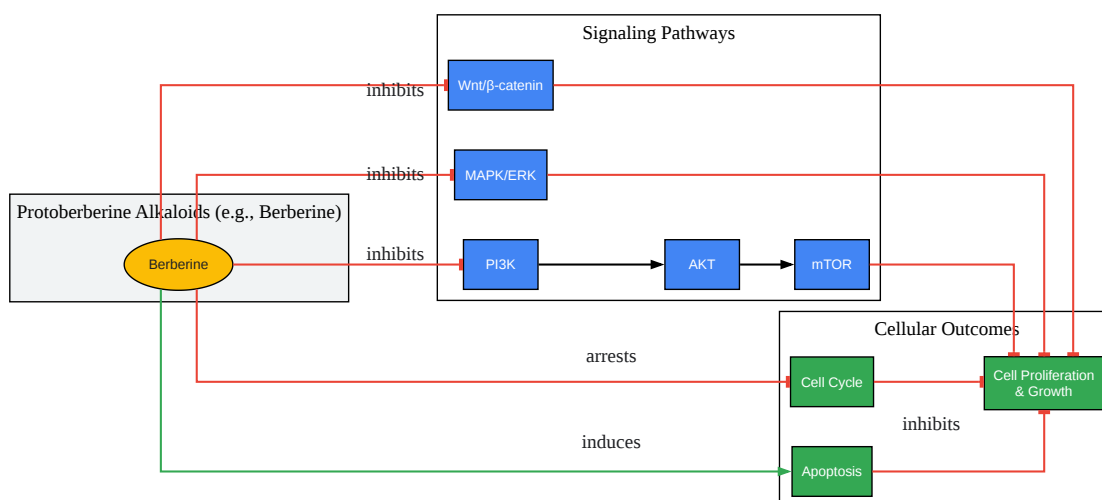 Signaling Pathways
inhibits
Wnt/β-catenin
inhibits
MAPK/ERK
Protoberberine Alkaloids (e.g., Berberine)
Berberine
inhibits
PI3K
AKT
mTOR
Cellular Outcomes
arrests
Cell Cycle
Cell Proliferation
& Growth
inhibits
induces
Apoptosis